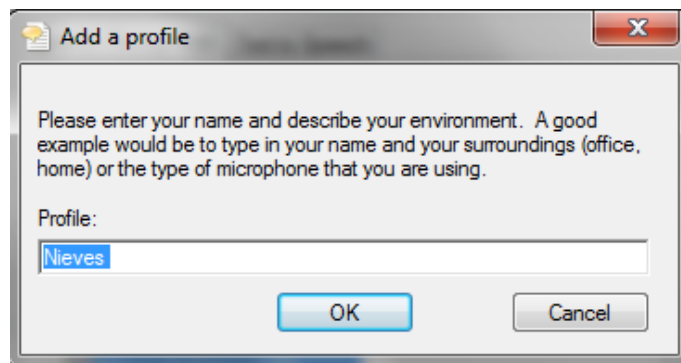 Add a profile
Please enter your name and describe your environment.  A good
example would be to type in your name and your surroundings (office,
home) or the type of microphone that you are using.
Profile:
Nieves
OK
Cancel